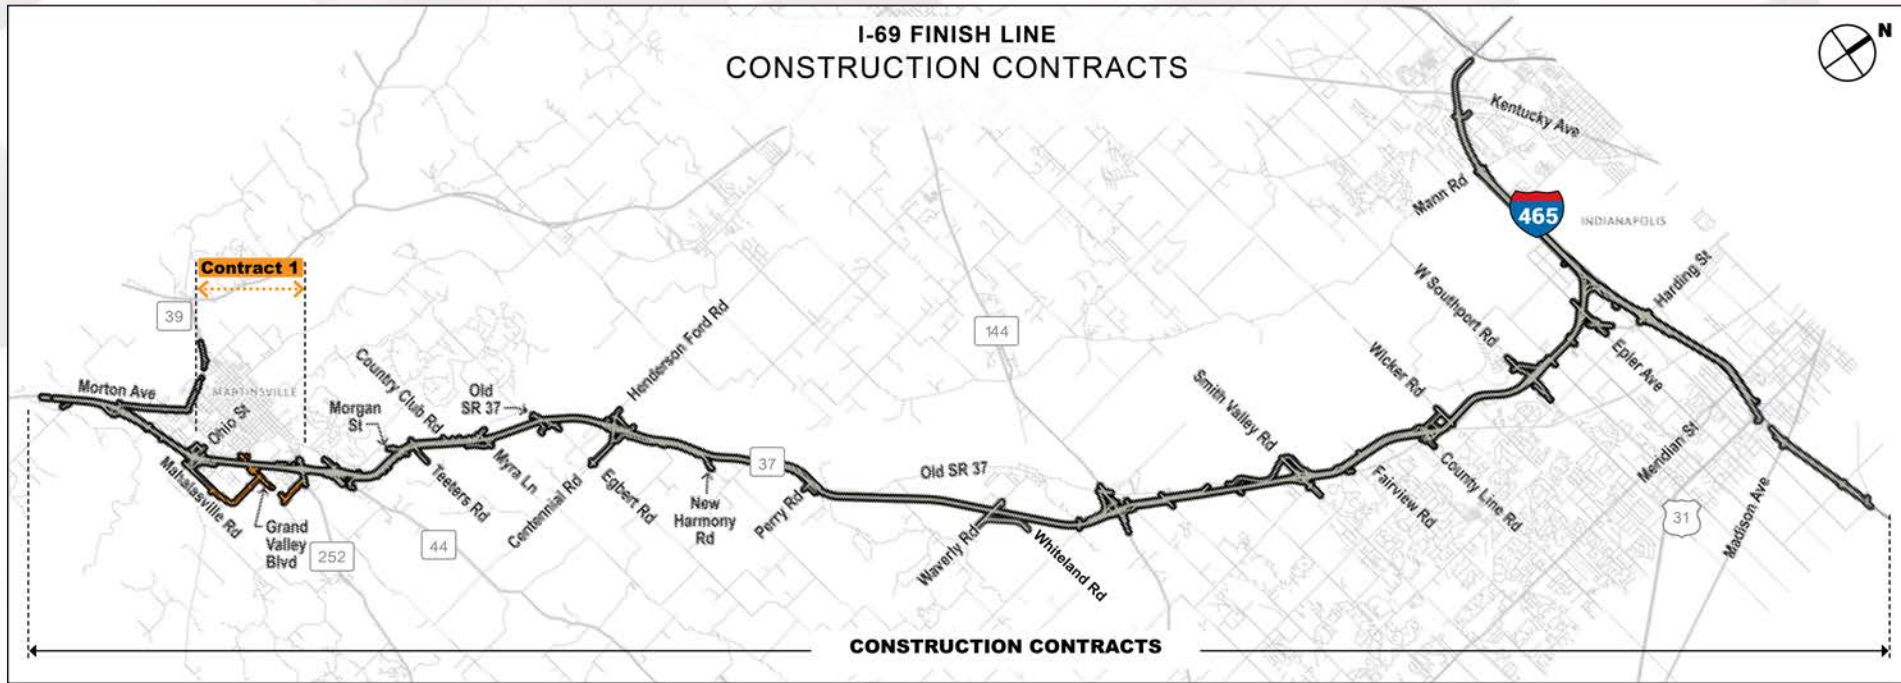 I-69 FINISH LINE
CONSTRUCTION CONTRACTS
N
Kentucky Ave
Mann Rd
465
INDIANAPOLIS
Contract 1
39
Harding St
W Southport Rd
Henderson Ford Rd
144
Epler Ave
Wicker Rd
Country Club Rd
Old
SR 37
Smith Valley Rd
Morton Ave
MARTINSVILLE
Morgan
St
Ohio St
Meridian St
Mahalasville Rd
Teeters Rd
Myra Ln
Centennial Rd
Egbert Rd
37
Old SR 37
Perry Rd
New
Harmony
Rd
Fairview Rd
County Line Rd
Grand
Valley
Blvd
252
44
Waverly Rd
Whiteland Rd
31
Madison Ave
CONSTRUCTION CONTRACTS